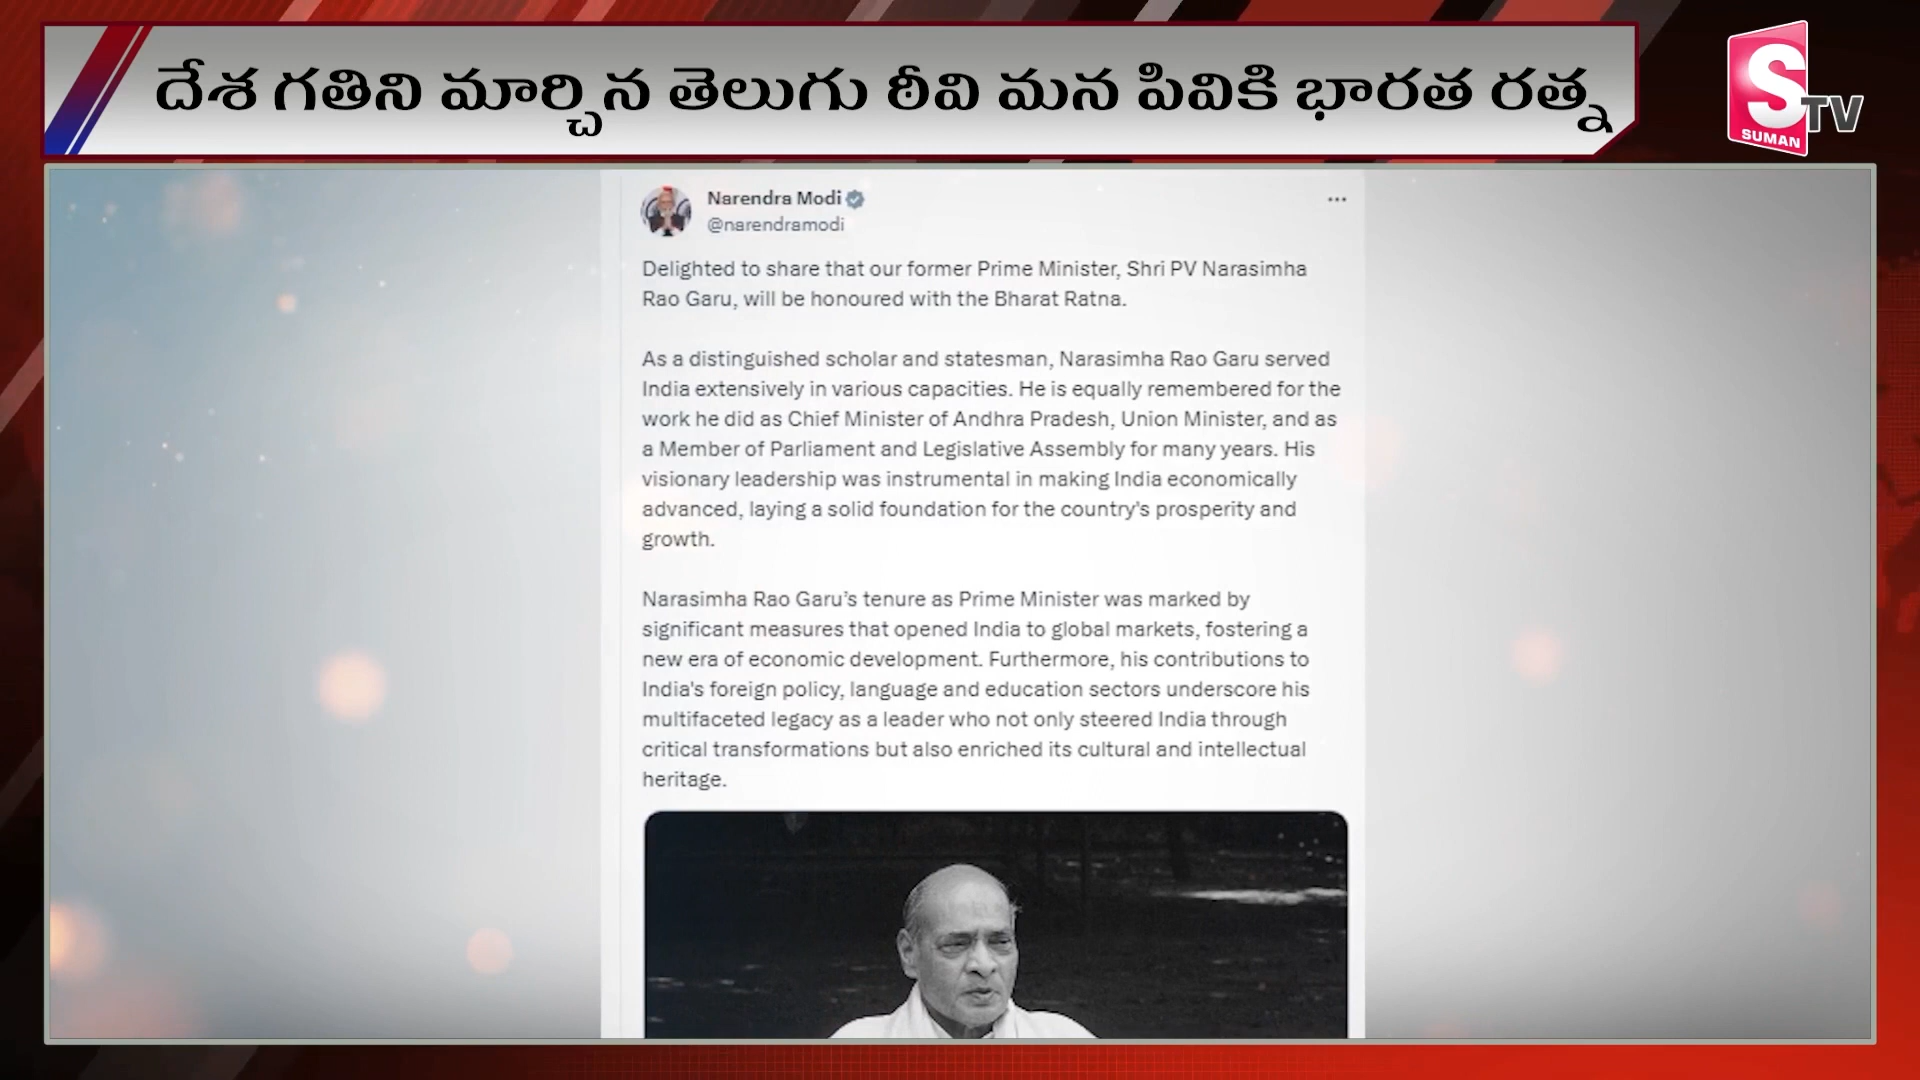 దేశ గతిని మార్చిన తెలుగు ఠీవి మన పివికి భారత రత్న
S TV
SUMAN
Narendra Modi
@narendramodi
Delighted to share that our former Prime Minister, Shri PV Narasimha
Rao Garu, will be honoured with the Bharat Ratna.
As a distinguished scholar and statesman, Narasimha Rao Garu served
India extensively in various capacities. He is equally remembered for the
work he did as Chief Minister of Andhra Pradesh, Union Minister, and as
a Member of Parliament and Legislative Assembly for many years. His
visionary leadership was instrumental in making India economically
advanced, laying a solid foundation for the country's prosperity and
growth.
Narasimha Rao Garu’s tenure as Prime Minister was marked by
significant measures that opened India to global markets, fostering a
new era of economic development. Furthermore, his contributions to
India's foreign policy, language and education sectors underscore his
multifaceted legacy as a leader who not only steered India through
critical transformations but also enriched its cultural and intellectual
heritage.